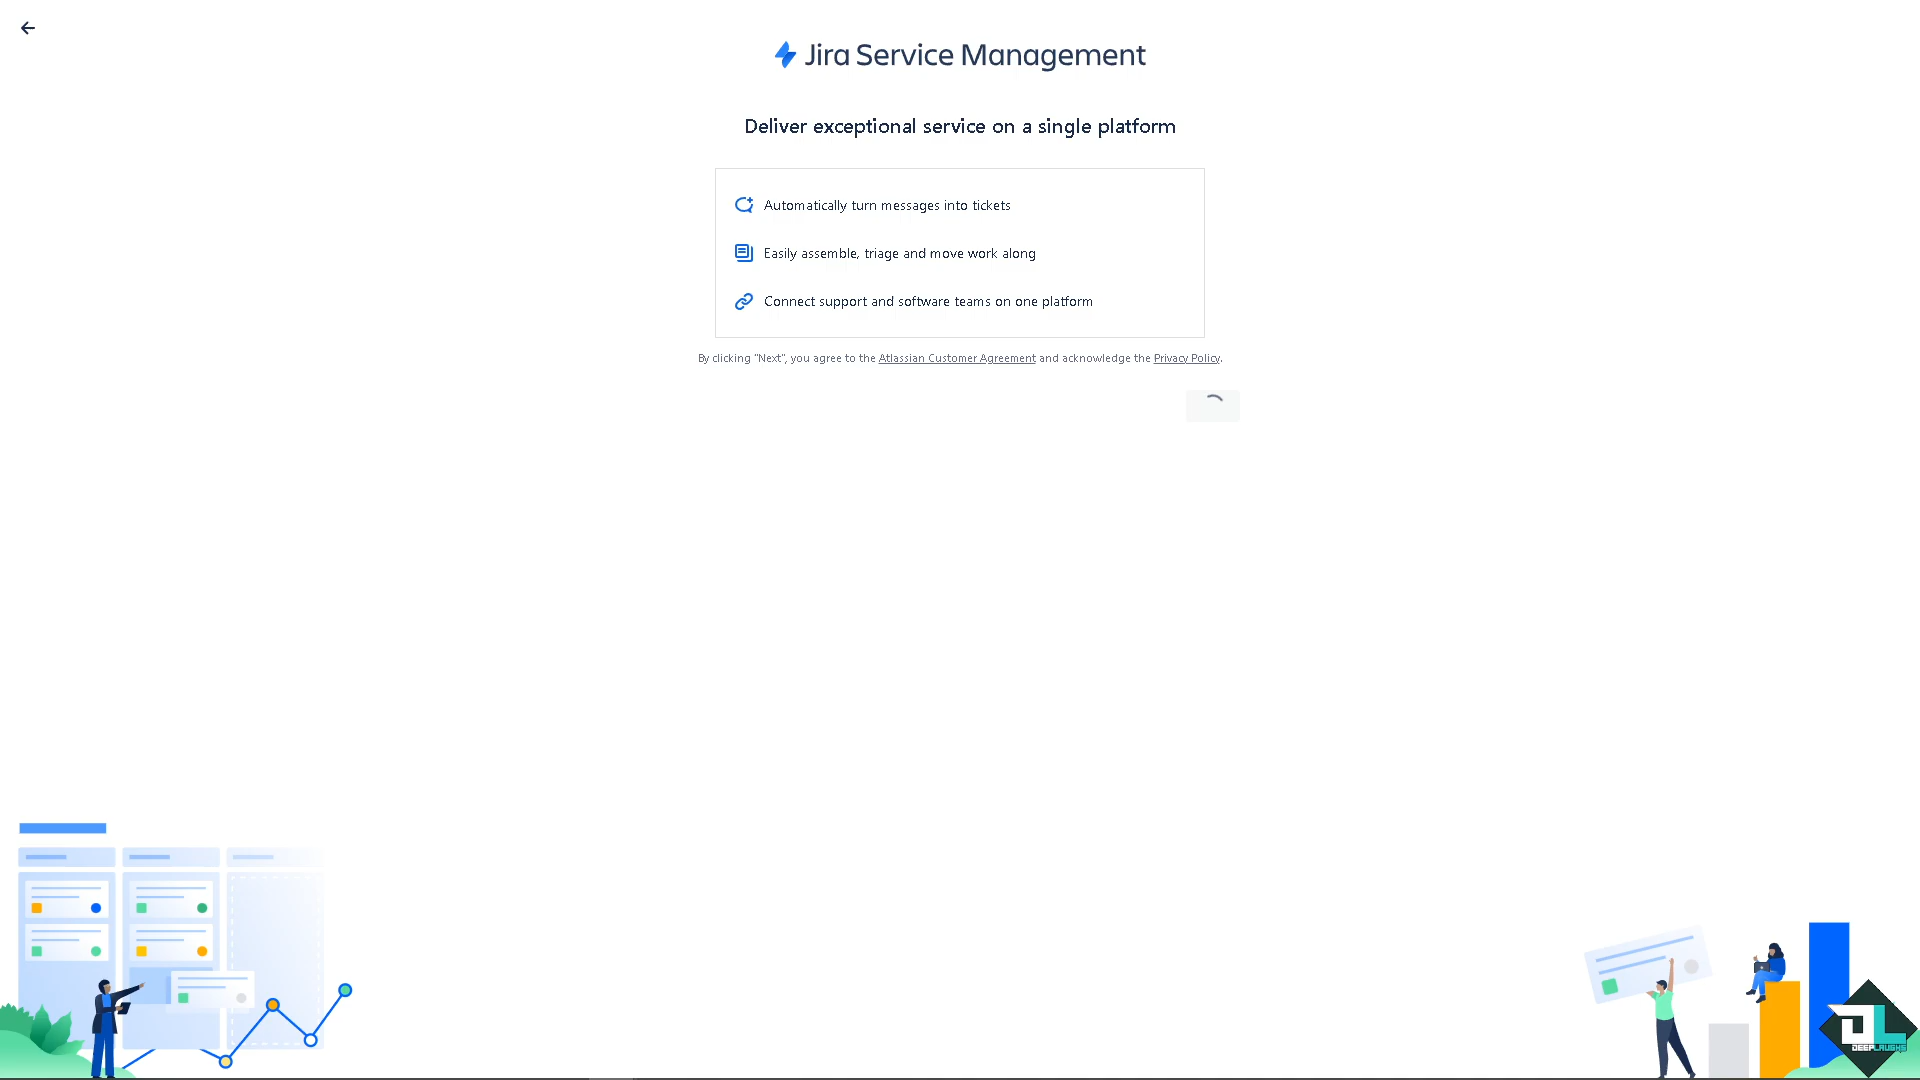 Jira Service Management
Deliver exceptional service on a single platform
Automatically turn messages into tickets
Easily assemble, triage and move work along
Connect support and software teams on one platform
By clicking "Next", you agree to the Atlassian Customer Agreement and acknowledge the Privacy Policy.
DEEPLAUGHS